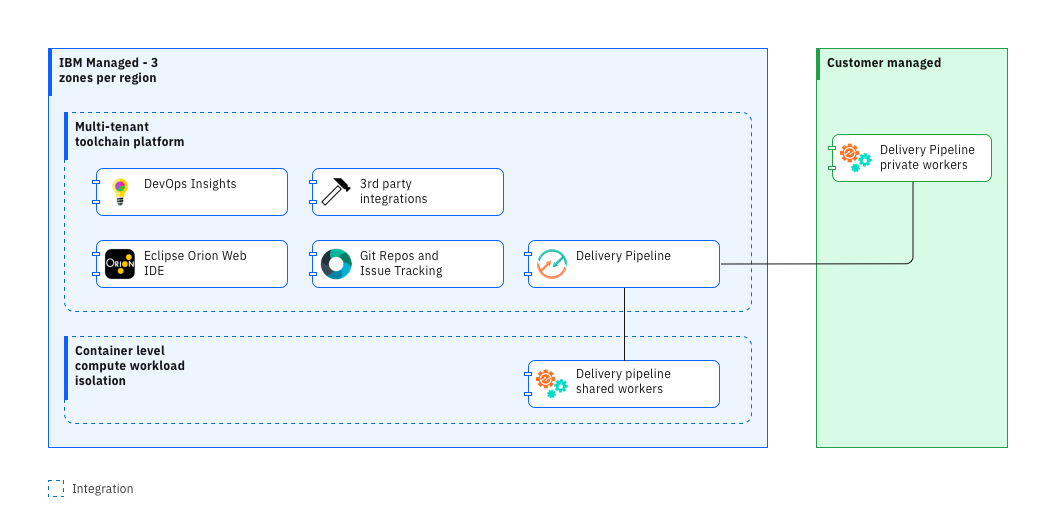 IBM Managed - 3
zones per region
Customer managed
Multi-tenant
toolchain platform
Delivery Pipeline
private workers
DevOps Insights
3rd party
integrations
Eclipse Orion Web
IDE
ORION
Git Repos and
Issue Tracking
Delivery Pipeline
Container level
compute workload
isolation
Delivery pipeline
shared workers
Integration